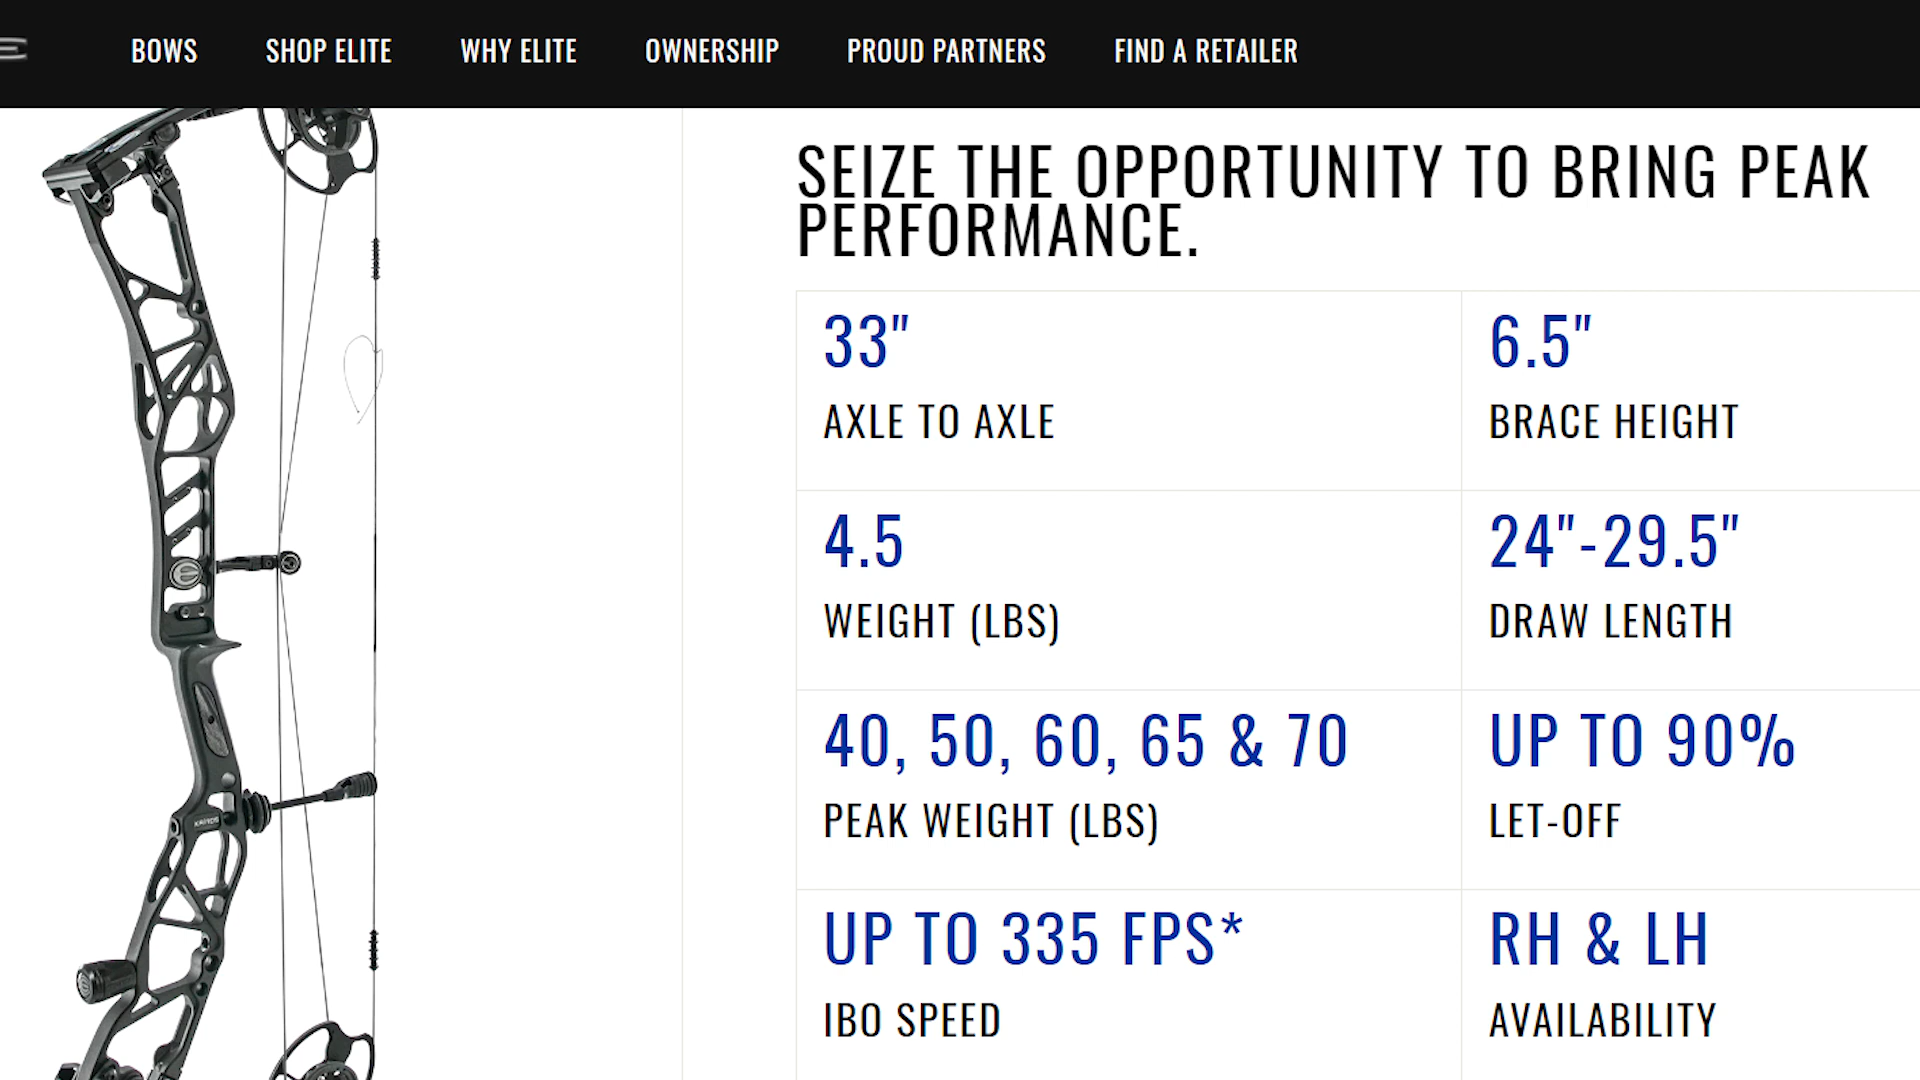 BOWS SHOP ELITE WHY ELITE OWNERSHIP PROUD PARTNERS FIND A RETAILER
SEIZE THE OPPORTUNITY TO BRING PEAK
PERFORMANCE.
33" 6.5"
AXLE TO AXLE BRACE HEIGHT
4.5 24"-29.5"
WEIGHT (LBS) DRAW LENGTH
40, 50, 60, 65 & 70 UP TO 90%
PEAK WEIGHT (LBS) LET-OFF
UP TO 335 FPS* RH & LH
IBO SPEED AVAILABILITY
KAIROS